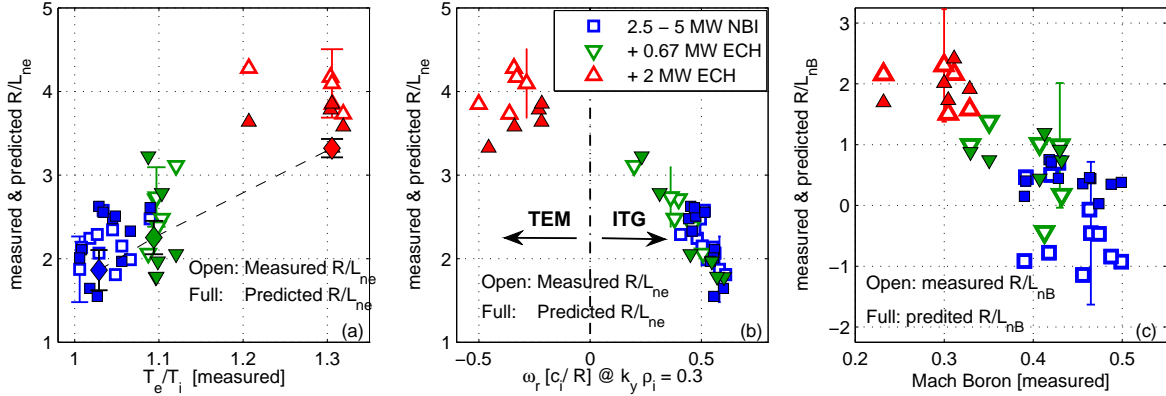 measured & predicted R/L_ne
5
4
3
2
1
1
1.1
1.2
1.3
T_e/T_i [measured]
Open: Measured R/L_ne
Full: Predicted R/L_ne
(a)
measured & predicted R/L_ne
5
4
3
2
1
−0.5
0
0.5
ω_r [c_i/ R] @ k_y ρ_i = 0.3
2.5 − 5 MW NBI
+ 0.67 MW ECH
+ 2 MW ECH
TEM
ITG
Open: Measured R/L_ne
Full: Predicted R/L_ne
(b)
measured & predicted R/L_nB
3
2
1
0
−1
−2
0.2
0.3
0.4
0.5
Mach Boron [measured]
Open: measured R/L_nB
Full: predited R/L_nB
(c)